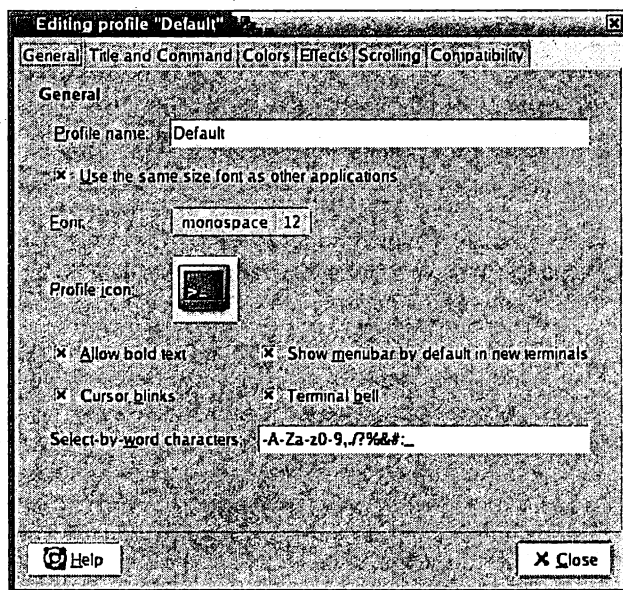 Editing profile "Default"
General Title and Command Colors Effects Scrolling Compatibility
General
Profile name: Default
Use the same size font as other applications
Font: monospace 12
Profile icon: >_
Allow bold text Show menubar by default in new terminals
Cursor blinks Terminal bell
Select-by-word characters: -A-Za-z0-9,./?%&#:_
Help Close